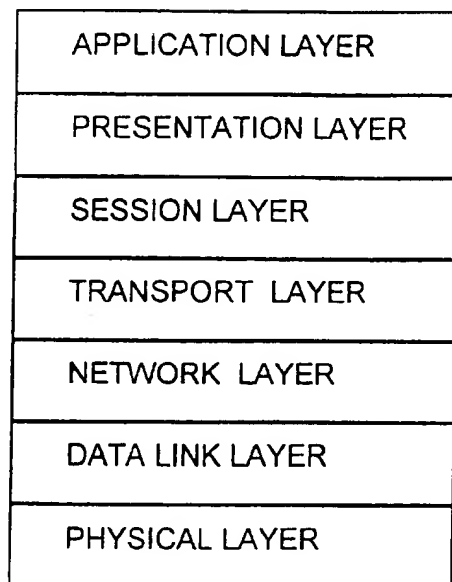 APPLICATION LAYER
PRESENTATION LAYER
SESSION LAYER
TRANSPORT LAYER
NETWORK LAYER
DATA LINK LAYER
PHYSICAL LAYER